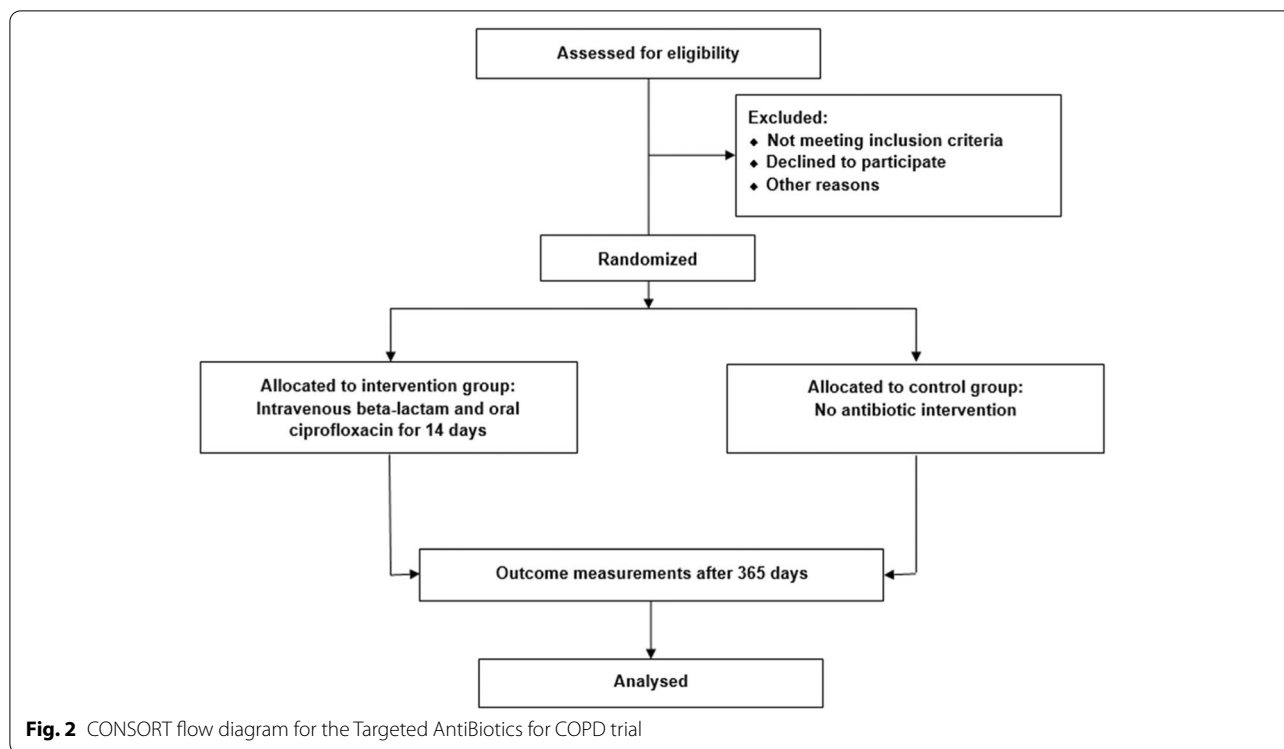 Assessed for eligibility
Excluded:
◆ Not meeting inclusion criteria
◆ Declined to participate
◆ Other reasons
Randomized
Allocated to intervention group:
Intravenous beta-lactam and oral
ciprofloxacin for 14 days
Allocated to control group:
No antibiotic intervention
Outcome measurements after 365 days
Analysed
Fig. 2 CONSORT flow diagram for the Targeted AntiBiotics for COPD trial